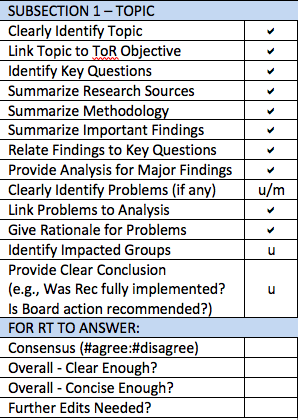 SUBSECTION 1 – TOPIC
Clearly Identify Topic ✓
Link Topic to ToR Objective ✓
Identify Key Questions ✓
Summarize Research Sources ✓
Summarize Methodology ✓
Summarize Important Findings ✓
Relate Findings to Key Questions ✓
Provide Analysis for Major Findings ✓
Clearly Identify Problems (if any) u/m
Link Problems to Analysis ✓
Give Rationale for Problems ✓
Identify Impacted Groups u
Provide Clear Conclusion
(e.g., Was Rec fully implemented? u
Is Board action recommended?)
FOR RT TO ANSWER:
Consensus (#agree:#disagree)
Overall - Clear Enough?
Overall - Concise Enough?
Further Edits Needed?